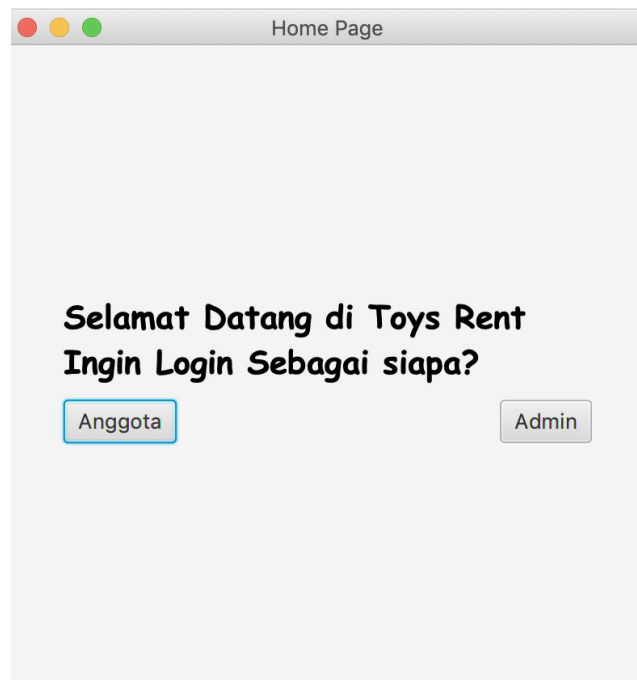 Home Page
Selamat Datang di Toys Rent
Ingin Login Sebagai siapa?
Anggota Admin